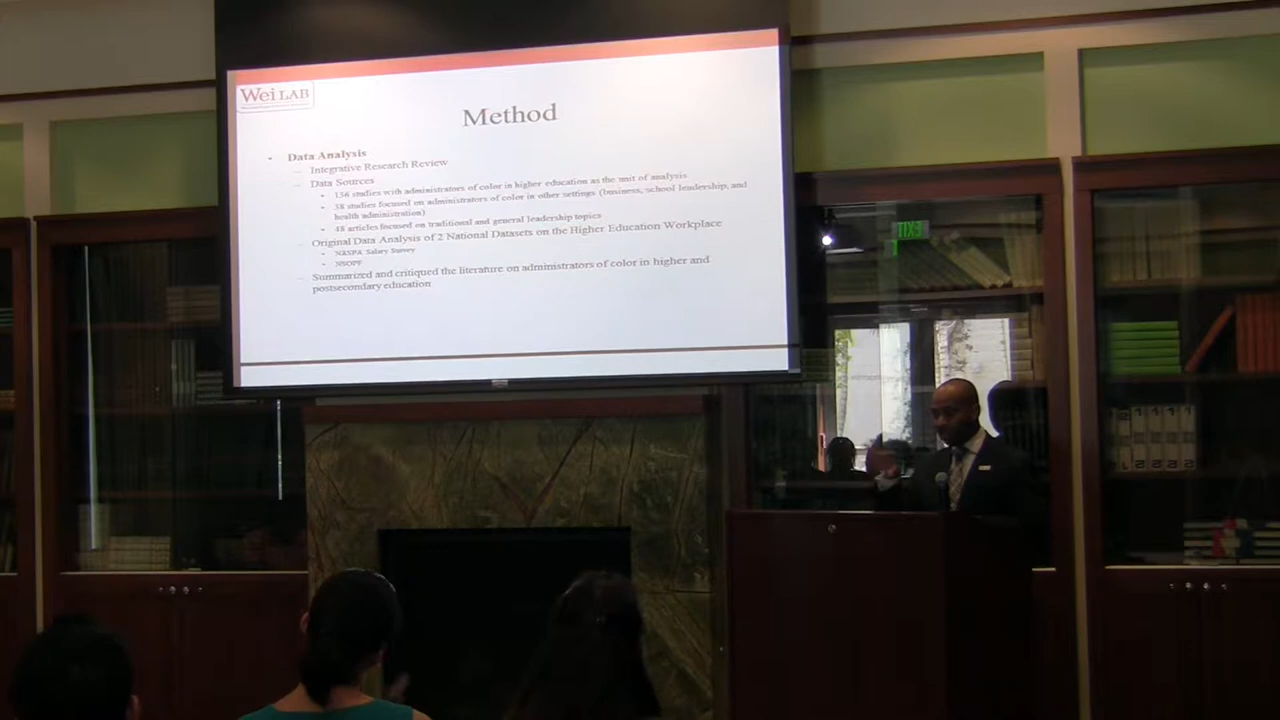 Wei LAB
Method
Data Analysis
Integrative Research Review
Data Sources
136 studies with administrators of color in higher education as the unit of analysis
38 studies focused on administrators of color in other settings (business, school leadership, and
health administration)
48 articles focused on traditional and general leadership topics
Original Data Analysis of 2 National Datasets on the Higher Education Workplace
NASPA Salary Survey
NSOPF
Summarized and critiqued the literature on administrators of color in higher and
postsecondary education
EXIT